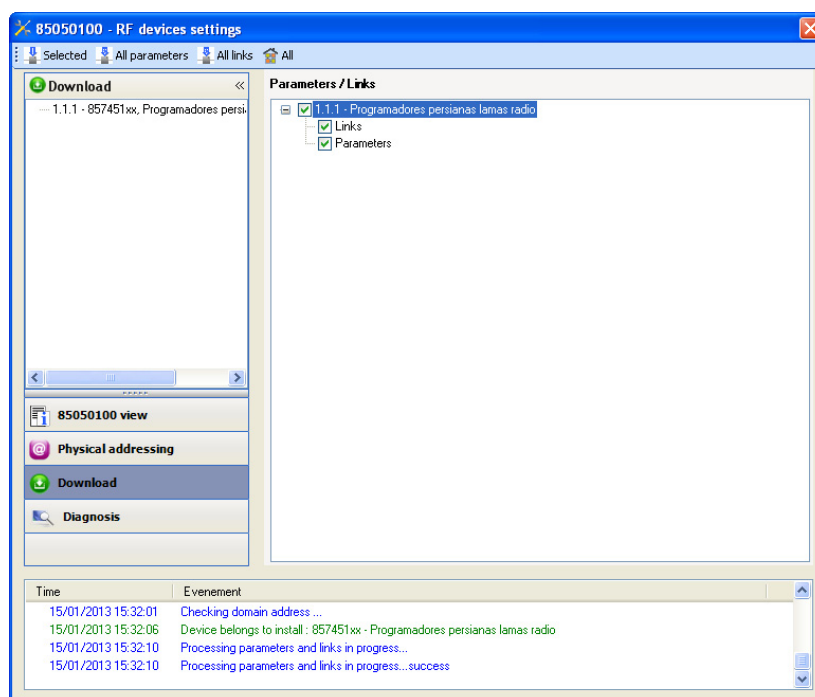 85050100 - RF devices settings
Selected All parameters All links All
Download «
1.1.1 - 857451xx, Programadores persi
85050100 view
Physical addressing
Download
Diagnosis
Parameters / Links
1.1.1 - Programadores persianas lamas radio
Links
Parameters
Time Evenement
15/01/2013 15:32:01 Checking domain address ...
15/01/2013 15:32:06 Device belongs to install : 857451xx - Programadores persianas lamas radio
15/01/2013 15:32:10 Processing parameters and links in progress...
15/01/2013 15:32:10 Processing parameters and links in progress...success